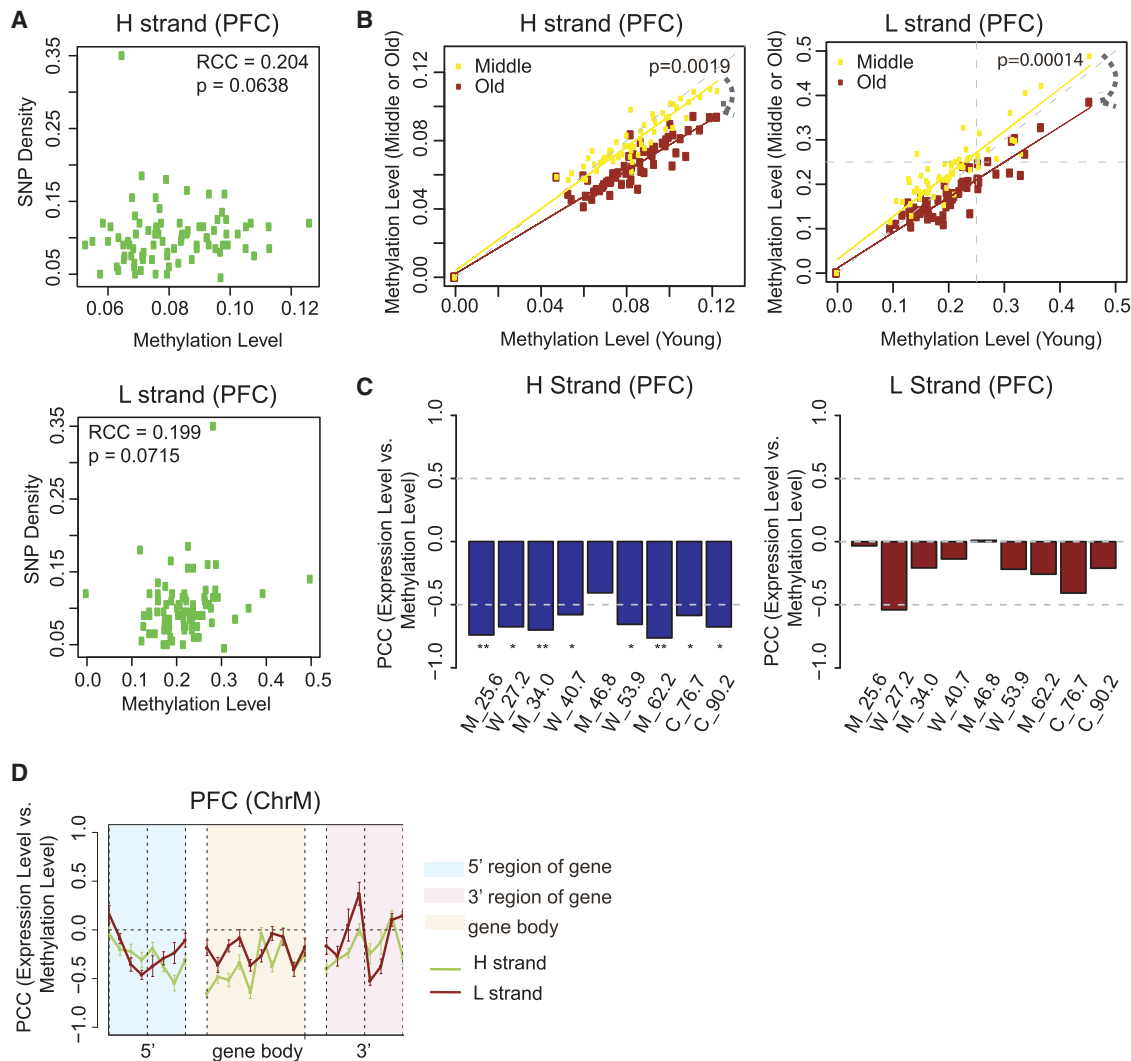 A
H strand (PFC)
RCC = 0.204
p = 0.0638
SNP Density
0.35
0.25
0.15
0.05
0.06
0.08
0.10
0.12
Methylation Level
L strand (PFC)
RCC = 0.199
p = 0.0715
SNP Density
0.35
0.25
0.15
0.05
0.0
0.1
0.2
0.3
0.4
0.5
Methylation Level
B
H strand (PFC)
Middle
Old
p=0.0019
Methylation Level (Middle or Old)
0.12
0.08
0.04
0.00
0.00
0.04
0.06
0.08
0.10
0.12
Methylation Level (Young)
L strand (PFC)
Middle
Old
p=0.00014
Methylation Level (Middle or Old)
0.5
0.4
0.3
0.2
0.1
0.0
0.0
0.1
0.2
0.3
0.4
0.5
Methylation Level (Young)
C
H Strand (PFC)
PCC (Expression Level vs.
Methylation Level)
1.0
0.5
0.0
−0.5
−1.0
** * ** * * ** * *
M_25.6
W_27.2
M_34.0
W_40.7
M_46.8
W_53.9
M_62.2
C_76.7
C_90.2
L Strand (PFC)
PCC (Expression Level vs.
Methylation Level)
1.0
0.5
0.0
−0.5
−1.0
M_25.6
W_27.2
M_34.0
W_40.7
M_46.8
W_53.9
M_62.2
C_76.7
C_90.2
D
PFC (ChrM)
PCC (Expression Level vs.
Methylation Level)
1.0
0.5
0.0
−0.5
−1.0
5’
gene body
3’
5’ region of gene
3’ region of gene
gene body
H strand
L strand